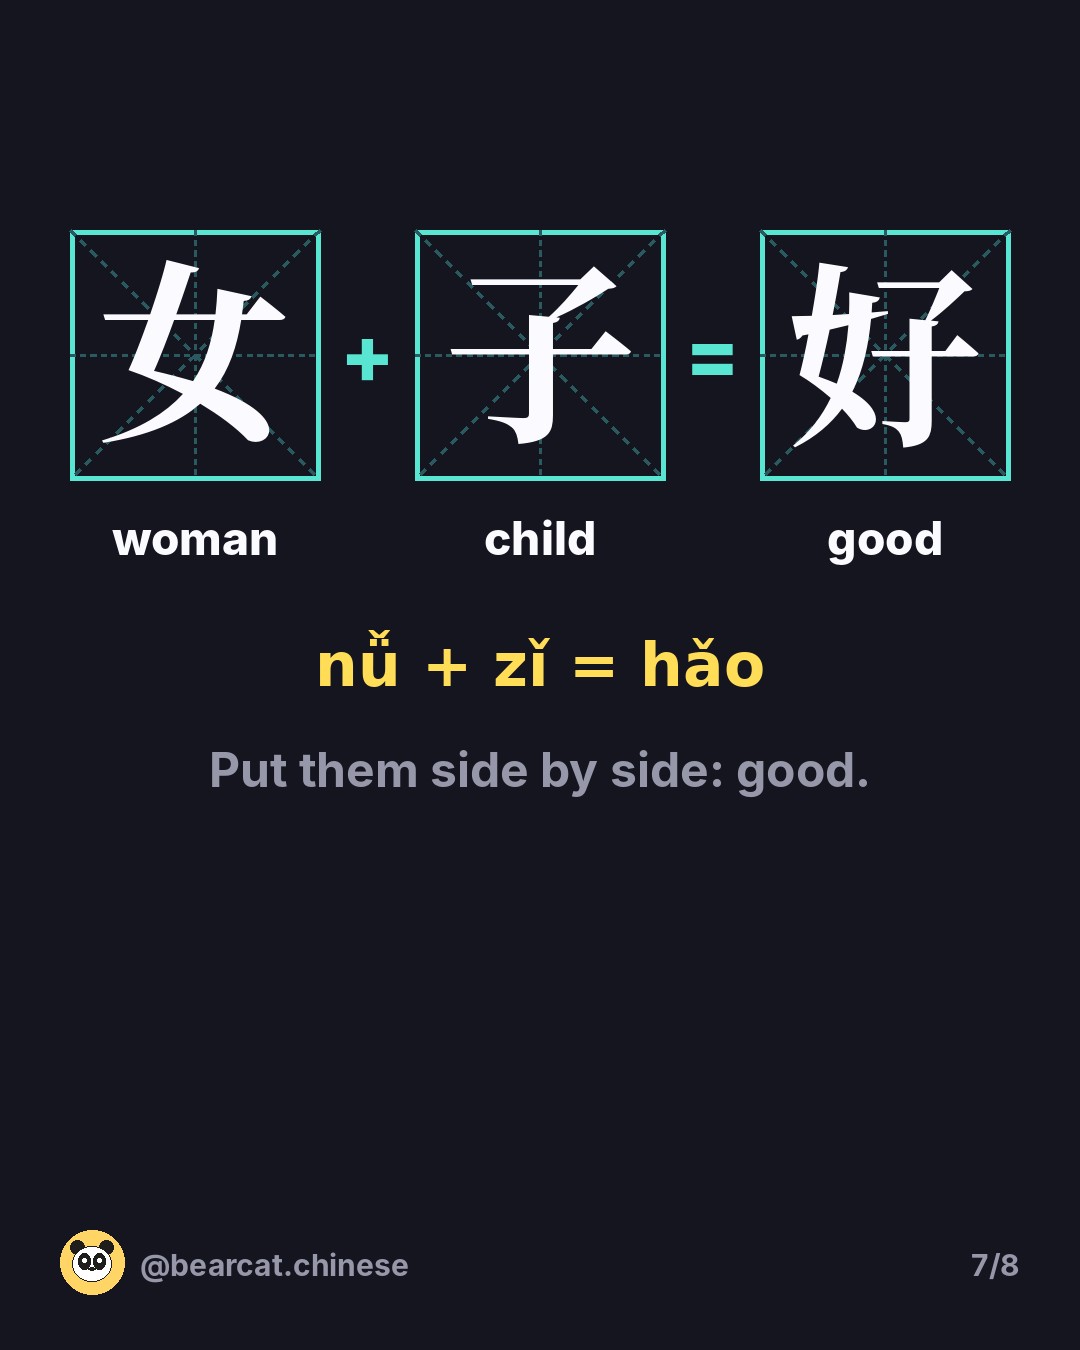 女 + 子 = 好
woman child good
nǚ + zǐ = hǎo
Put them side by side: good.
@bearcat.chinese 7/8